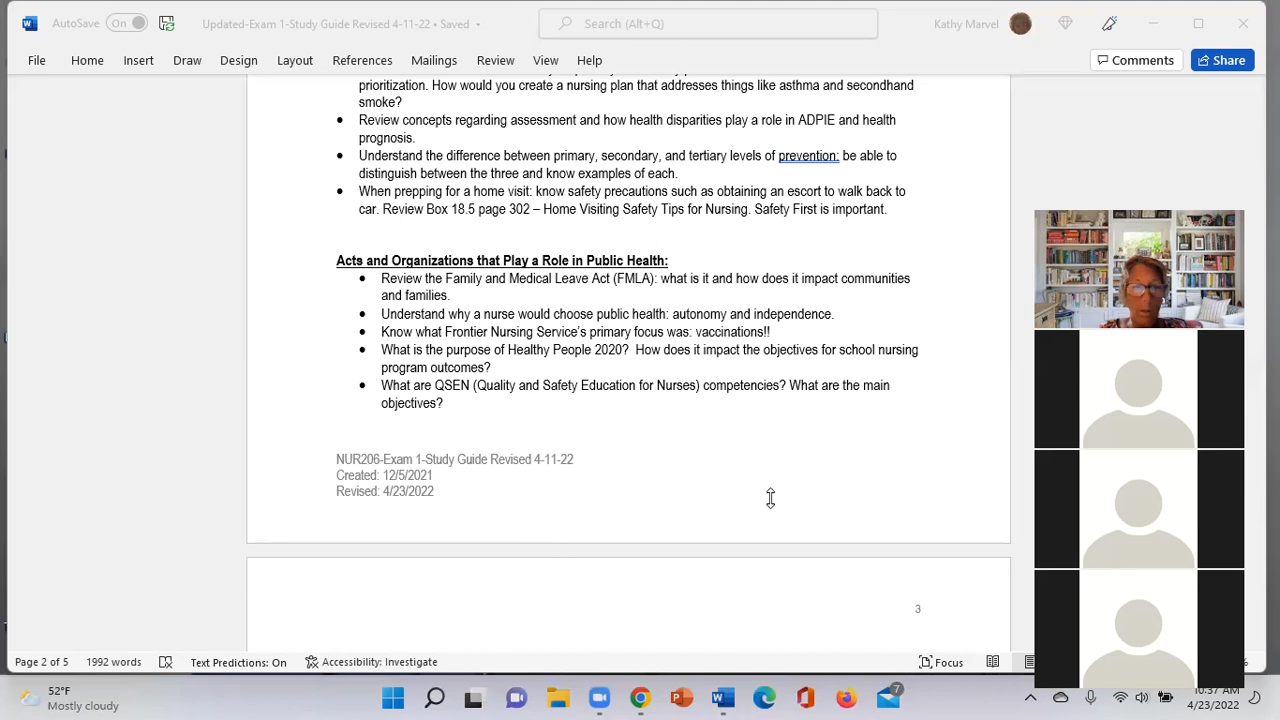 AutoSave On Updated-Exam 1-Study Guide Revised 4-11-22 • Saved Search (Alt+Q) Kathy Marvel
File Home Insert Draw Design Layout References Mailings Review View Help Comments Share
prioritization. How would you create a nursing plan that addresses things like asthma and secondhand
smoke?
• Review concepts regarding assessment and how health disparities play a role in ADPIE and health
prognosis.
• Understand the difference between primary, secondary, and tertiary levels of prevention: be able to
distinguish between the three and know examples of each.
• When prepping for a home visit: know safety precautions such as obtaining an escort to walk back to
car. Review Box 18.5 page 302 – Home Visiting Safety Tips for Nursing. Safety First is important.
Acts and Organizations that Play a Role in Public Health:
• Review the Family and Medical Leave Act (FMLA): what is it and how does it impact communities
and families.
• Understand why a nurse would choose public health: autonomy and independence.
• Know what Frontier Nursing Service's primary focus was: vaccinations!!
• What is the purpose of Healthy People 2020?  How does it impact the objectives for school nursing
program outcomes?
• What are QSEN (Quality and Safety Education for Nurses) competencies? What are the main
objectives?
NUR206-Exam 1-Study Guide Revised 4-11-22
Created: 12/5/2021
Revised: 4/23/2022
3
Page 2 of 5 1992 words Text Predictions: On Accessibility: Investigate Focus %
52°F
Mostly cloudy
7
10:37 AM
4/23/2022